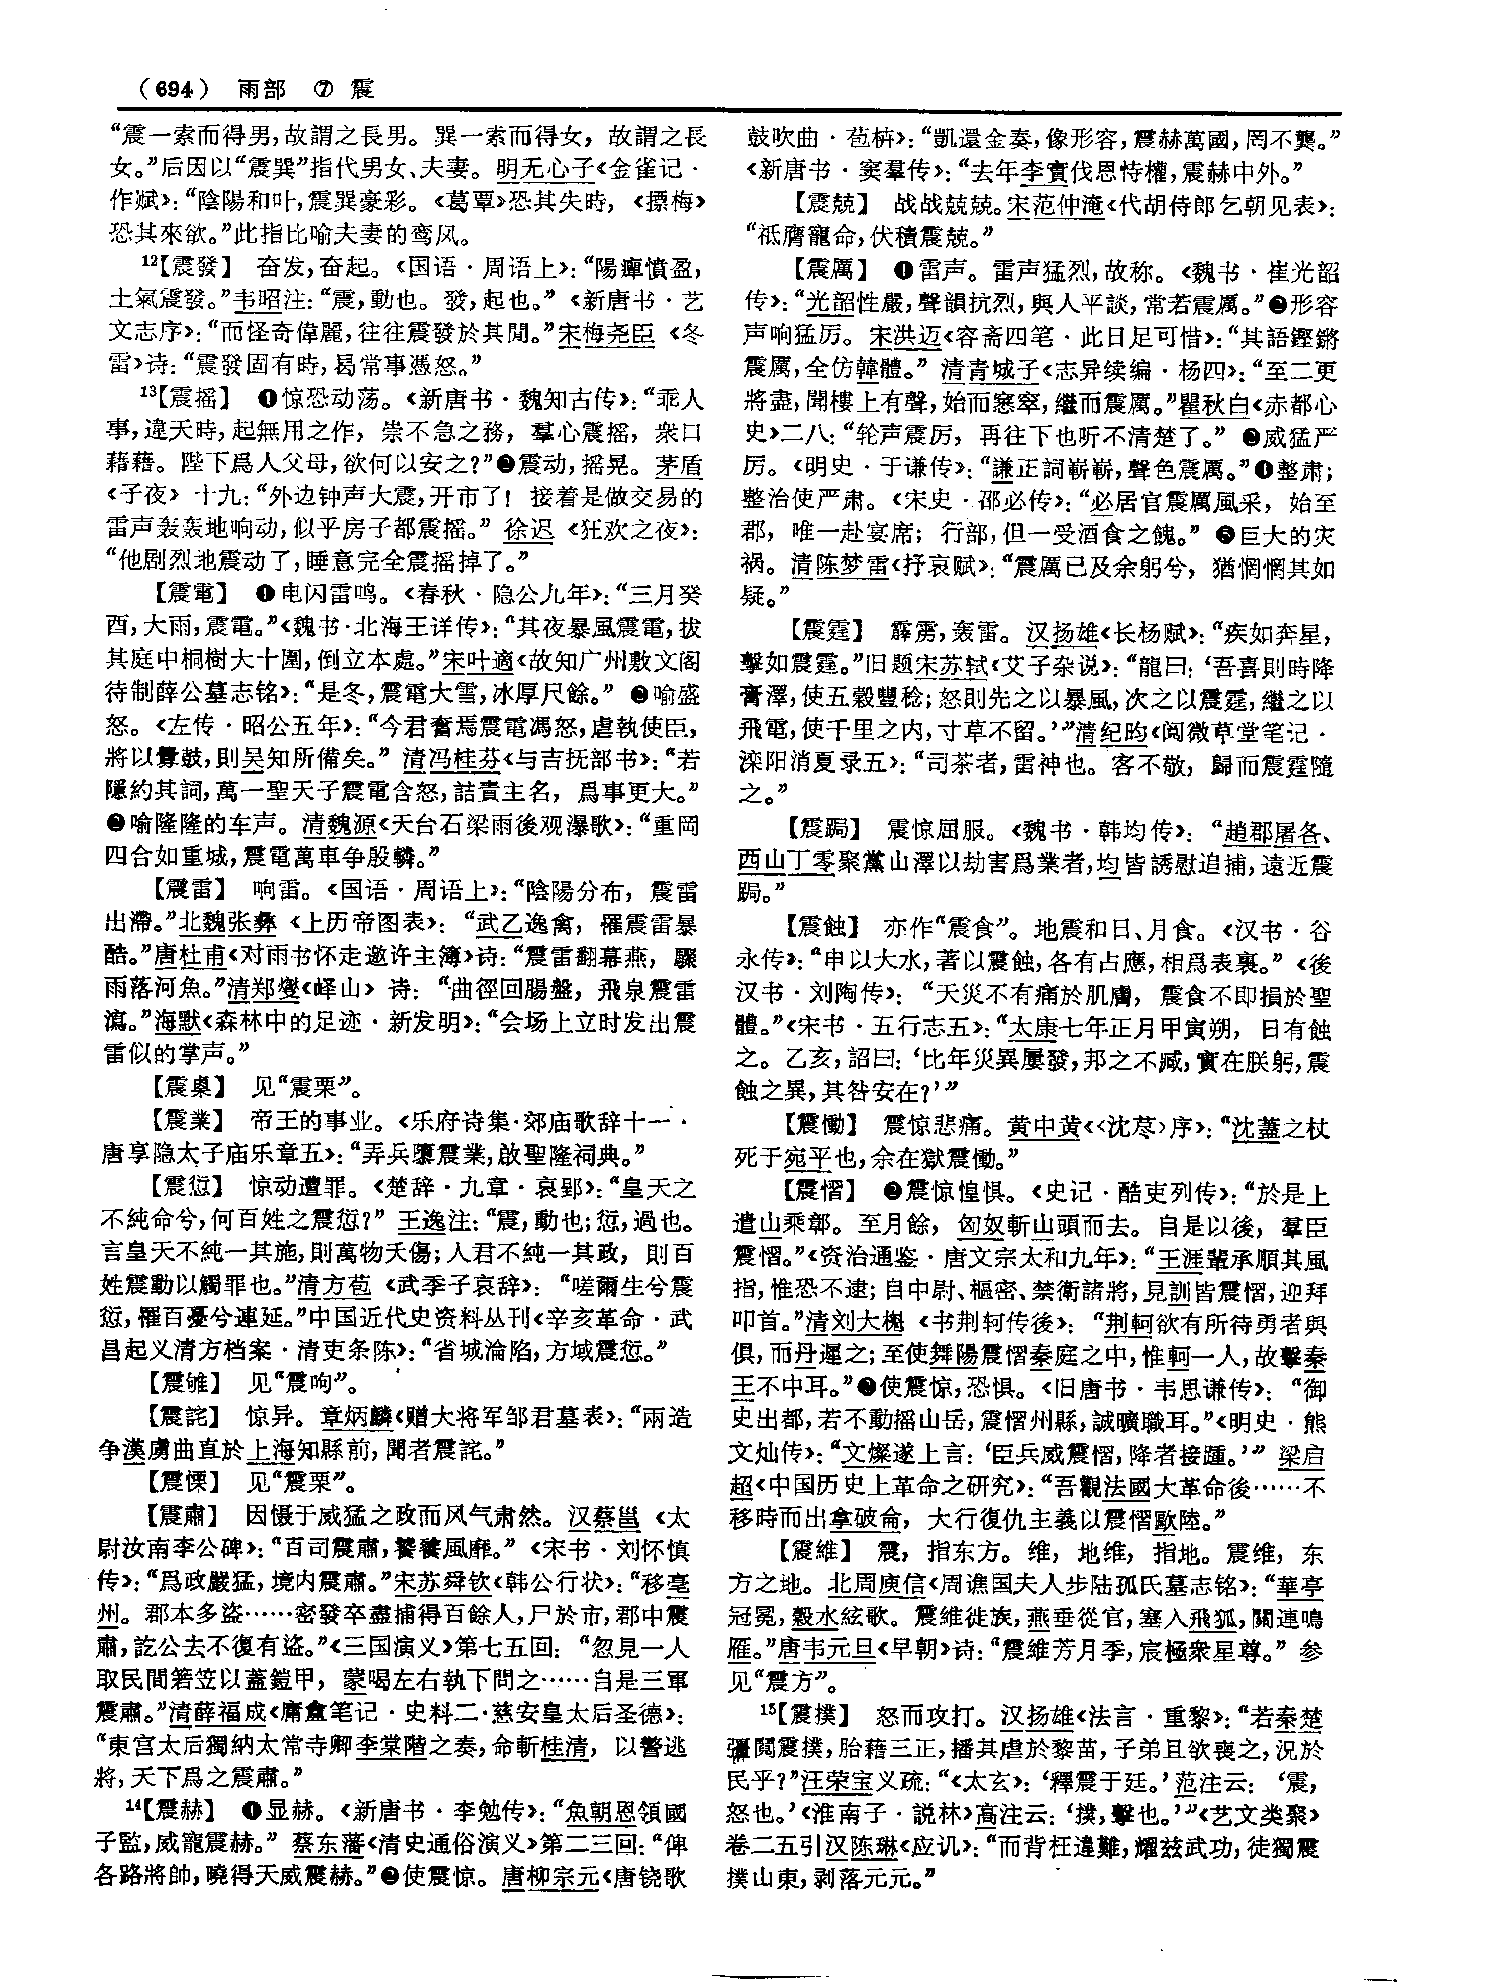 （694） 雨部 ⑦ 震
“震一索而得男，故謂之長男。巽一索而得女，故謂之長
女。”后因以“震巽”指代男女、夫妻。明无心子《金雀记·
作赋》：“陰陽和叶，震巽豪彩。《葛覃》恐其失時，《摽梅》
恐其來欲。”此指比喻夫妻的鸾凤。
12【震發】 奋发，奋起。《国语·周语上》：“陽癉憤盈，
土氣震發。”韦昭注：“震，動也。發，起也。”《新唐书·艺
文志序》：“而怪奇偉麗，往往震發於其閒。”宋梅尧臣《冬
雷》诗：“震發固有時，曷常事憑怒。”
13【震摇】 ❶惊恐动荡。《新唐书·魏知古传》：“乖人
事，違天時，起無用之作，崇不急之務，羣心震摇，衆口
藉藉。陛下爲人父母，欲何以安之？”❷震动，摇晃。茅盾
《子夜》十九：“外边钟声大震，开市了！接着是做交易的
雷声轰轰地响动，似乎房子都震摇。”徐迟《狂欢之夜》：
“他剧烈地震动了，睡意完全震摇掉了。”
【震電】 ❶电闪雷鸣。《春秋·隐公九年》：“三月癸
酉，大雨，震電。”《魏书·北海王详传》：“其夜暴風震電，拔
其庭中桐樹大十圍，倒立本處。”宋叶適《故知广州敷文阁
待制薛公墓志铭》：“是冬，震電大雪，冰厚尺餘。”❷喻盛
怒。《左传·昭公五年》：“今君奮焉震電馮怒，虐執使臣，
將以釁鼓，則吴知所備矣。”清冯桂芬《与吉抚部书》：“若
隱約其詞，萬一聖天子震電含怒，詰責主名，爲事更大。”
❷喻隆隆的车声。清魏源《天台石梁雨後观瀑歌》：“重岡
四合如重城，震電萬車争殷轔。”
【震雷】 响雷。《国语·周语上》：“陰陽分布，震雷
出滯。”北魏张彝《上历帝图表》：“武乙逸禽，罹震雷暴
酷。”唐杜甫《对雨书怀走邀许主簿》诗：“震雷翻幕燕，驟
雨落河魚。”清郑燮《峄山》诗：“曲徑回腸盤，飛泉震雷
瀉。”海默《森林中的足迹·新发明》：“会场上立时发出震
雷似的掌声。”
【震㮚】 见“震栗”。
【震業】 帝王的事业。《乐府诗集·郊庙歌辞十一·
唐享隐太子庙乐章五》：“弄兵隳震業，啟聖隆祠典。”
【震愆】 惊动遭罪。《楚辞·九章·哀郢》：“皇天之
不純命兮，何百姓之震愆？”王逸注：“震，動也；愆，過也。
言皇天不純一其施，則萬物夭傷；人君不純一其政，則百
姓震動以觸罪也。”清方苞《武季子哀辞》：“嗟爾生兮震
愆，罹百憂兮連延。”中国近代史资料丛刊《辛亥革命·武
昌起义清方档案·清吏条陈》：“省城淪陷，方域震愆。”
【震雊】 见“震呴”。
【震詫】 惊异。章炳麟《赠大将军邹君墓表》：“兩造
争漢虜曲直於上海知縣前，聞者震詫。”
【震慄】 见“震栗”。
【震肅】 因慑于威猛之政而风气肃然。汉蔡邕《太
尉汝南李公碑》：“百司震肅，饕餮風靡。”《宋书·刘怀慎
传》：“爲政嚴猛，境内震肅。”宋苏舜钦《韩公行状》：“移亳
州。郡本多盗……密發卒盡捕得百餘人，尸於市，郡中震
肅，訖公去不復有盜。”《三国演义》第七五回：“忽見一人
取民間箬笠以蓋鎧甲，蒙喝左右執下問之……自是三軍
震肅。”清薛福成《庸盦笔记·史料二·慈安皇太后圣德》：
“東宫太后獨納太常寺卿李棠階之奏，命斬桂清，以警逃
將，天下爲之震肅。”
14【震赫】 ❶显赫。《新唐书·李勉传》：“魚朝恩領國
子監，威寵震赫。”蔡东藩《清史通俗演义》第二三回：“俾
各路將帥，曉得天威震赫。”❷使震惊。唐柳宗元《唐铙歌
鼓吹曲·苞枿》：“凱還金奏，像形容，震赫萬國，罔不龔。”
《新唐书·窦羣传》：“去年李實伐恩恃權，震赫中外。”
【震兢】 战战兢兢。宋范仲淹《代胡侍郎乞朝见表》：
“祗膺寵命，伏積震兢。”
【震厲】 ❶雷声。雷声猛烈，故称。《魏书·崔光韶
传》：“光韶性嚴，聲韻抗烈，與人平談，常若震厲。”❷形容
声响猛厉。宋洪迈《容斋四笔·此日足可惜》：“其語鏗鏘
震厲，全仿韓體。”清青城子《志异续编·杨四》：“至二更
將盡，聞樓上有聲，始而窸窣，繼而震厲。”瞿秋白《赤都心
史》二八：“轮声震厉，再往下也听不清楚了。”❷威猛严
厉。《明史·于谦传》：“謙正詞嶄嶄，聲色震厲。”❶整肃；
整治使严肃。《宋史·邵必传》：“必居官震厲風采，始至
郡，唯一赴宴席；行部，但一受酒食之餽。”❺巨大的灾
祸。清陈梦雷《抒哀赋》：“震厲已及余躬兮，猶惘惘其如
疑。”
【震霆】 霹雳，轰雷。汉扬雄《长杨赋》：“疾如奔星，
擊如震霆。”旧题宋苏轼《艾子杂说》：“龍曰：‘吾喜則時降
膏澤，使五穀豐稔；怒則先之以暴風，次之以震霆，繼之以
飛電，使千里之内，寸草不留。’”清纪昀《阅微草堂笔记·
滦阳消夏录五》：“司茶者，雷神也。客不敬，歸而震霆隨
之。”
【震跼】 震惊屈服。《魏书·韩均传》：“趙郡屠各、
西山丁零聚黨山澤以劫害爲業者，均皆誘慰追捕，遠近震
跼。”
【震蝕】 亦作“震食”。地震和日、月食。《汉书·谷
永传》：“申以大水，著以震蝕，各有占應，相爲表裏。”《後
汉书·刘陶传》：“天災不有痛於肌膚，震食不即損於聖
體。”《宋书·五行志五》：“太康七年正月甲寅朔，日有蝕
之。乙亥，詔曰：‘比年災異屢發，邦之不臧，實在朕躬，震
蝕之異，其咎安在？’”
【震慟】 震惊悲痛。黄中黄《〈沈荩〉序》：“沈藎之杖
死于宛平也，余在獄震慟。”
【震慴】 ❷震惊惶惧。《史记·酷吏列传》：“於是上
遣山乘鄣。至月餘，匈奴斬山頭而去。自是以後，羣臣
震慴。”《资治通鉴·唐文宗太和九年》：“王涯輩承順其風
指，惟恐不逮；自中尉、樞密、禁衛諸將，見訓皆震慴，迎拜
叩首。”清刘大櫆《书荆轲传後》：“荆軻欲有所待勇者與
俱，而丹遲之；至使舞陽震慴秦庭之中，惟軻一人，故擊秦
王不中耳。”❷使震惊，恐惧。《旧唐书·韦思谦传》：“御
史出都，若不動摇山岳，震慴州縣，誠曠職耳。”《明史·熊
文灿传》：“文燦遂上言：‘臣兵威震慴，降者接踵。’”梁启
超《中国历史上革命之研究》：“吾觀法國大革命後……不
移時而出拿破侖，大行復仇主義以震慴歐陸。”
【震維】 震，指东方。维，地维，指地。震维，东
方之地。北周庾信《周谯国夫人步陆孤氏墓志铭》：“華亭
冠冕，穀水絃歌。震維徙族，燕垂從官，塞入飛狐，關連鳴
雁。”唐韦元旦《早朝》诗：“震維芳月季，宸極衆星尊。”参
见“震方”。
15【震撲】 怒而攻打。汉扬雄《法言·重黎》：“若秦楚
彊鬩震撲，胎藉三正，播其虐於黎苗，子弟且欲喪之，況於
民乎？”汪荣宝义疏：“《太玄》：‘釋震于廷。’范注云：‘震，
怒也。’《淮南子·説林》高注云：‘撲，擊也。’”《艺文类聚》
卷二五引汉陈琳《应讥》：“而背枉違難，耀兹武功，徒獨震
撲山東，剥落元元。”